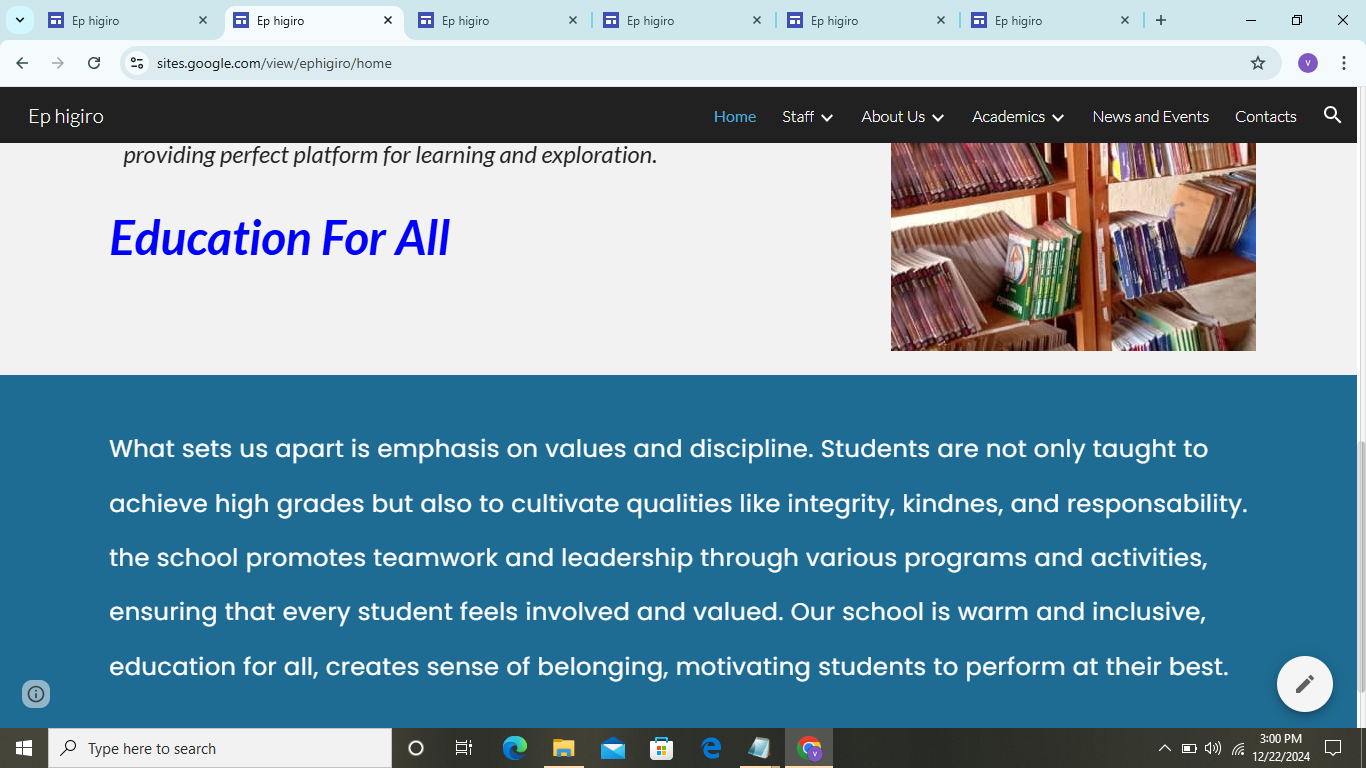 Ep higiro
Ep higiro
Ep higiro
Ep higiro
Ep higiro
Ep higiro
sites.google.com/view/ephigiro/home
V
Ep higiro
Home
Staff
About Us
Academics
News and Events
Contacts
providing perfect platform for learning and exploration.
Education For All
What sets us apart is emphasis on values and discipline. Students are not only taught to
achieve high grades but also to cultivate qualities like integrity, kindnes, and responsability.
the school promotes teamwork and leadership through various programs and activities,
ensuring that every student feels involved and valued. Our school is warm and inclusive,
education for all, creates sense of belonging, motivating students to perform at their best.
Type here to search
V
3:00 PM
12/22/2024